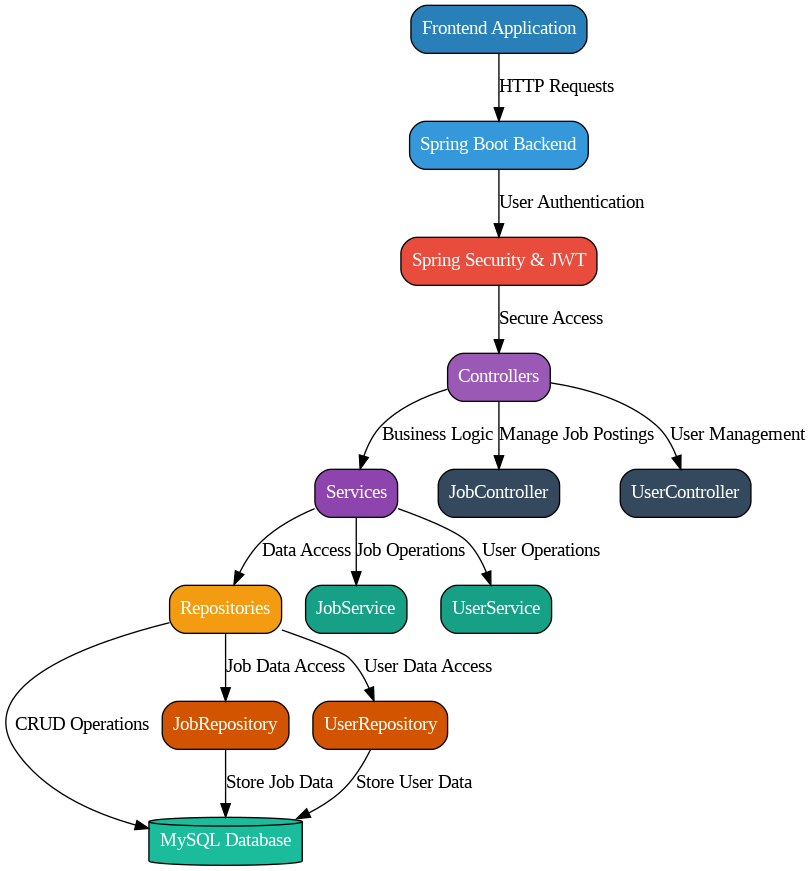 Frontend Application
HTTP Requests
Spring Boot Backend
User Authentication
Spring Security & JWT
Secure Access
Controllers
Business Logic
Manage Job Postings
User Management
Services
JobController
UserController
Data Access
Job Operations
User Operations
Repositories
JobService
UserService
Job Data Access
User Data Access
CRUD Operations
JobRepository
UserRepository
Store Job Data
Store User Data
MySQL Database